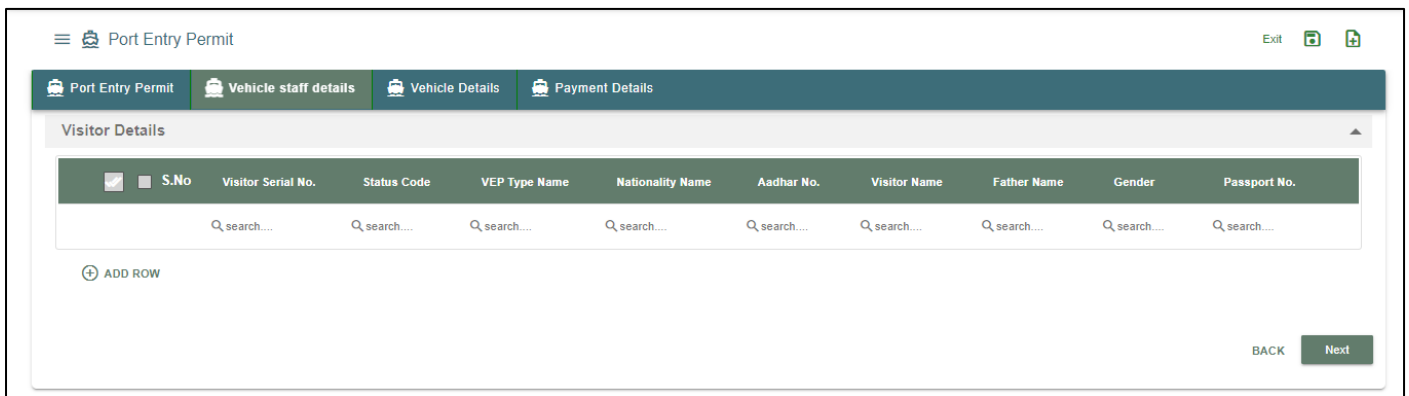 Port Entry Permit Exit
Port Entry Permit Vehicle staff details Vehicle Details Payment Details
Visitor Details
S.No Visitor Serial No. Status Code VEP Type Name Nationality Name Aadhar No. Visitor Name Father Name Gender Passport No.
search.... search.... search.... search.... search.... search.... search.... search.... search....
ADD ROW
BACK Next